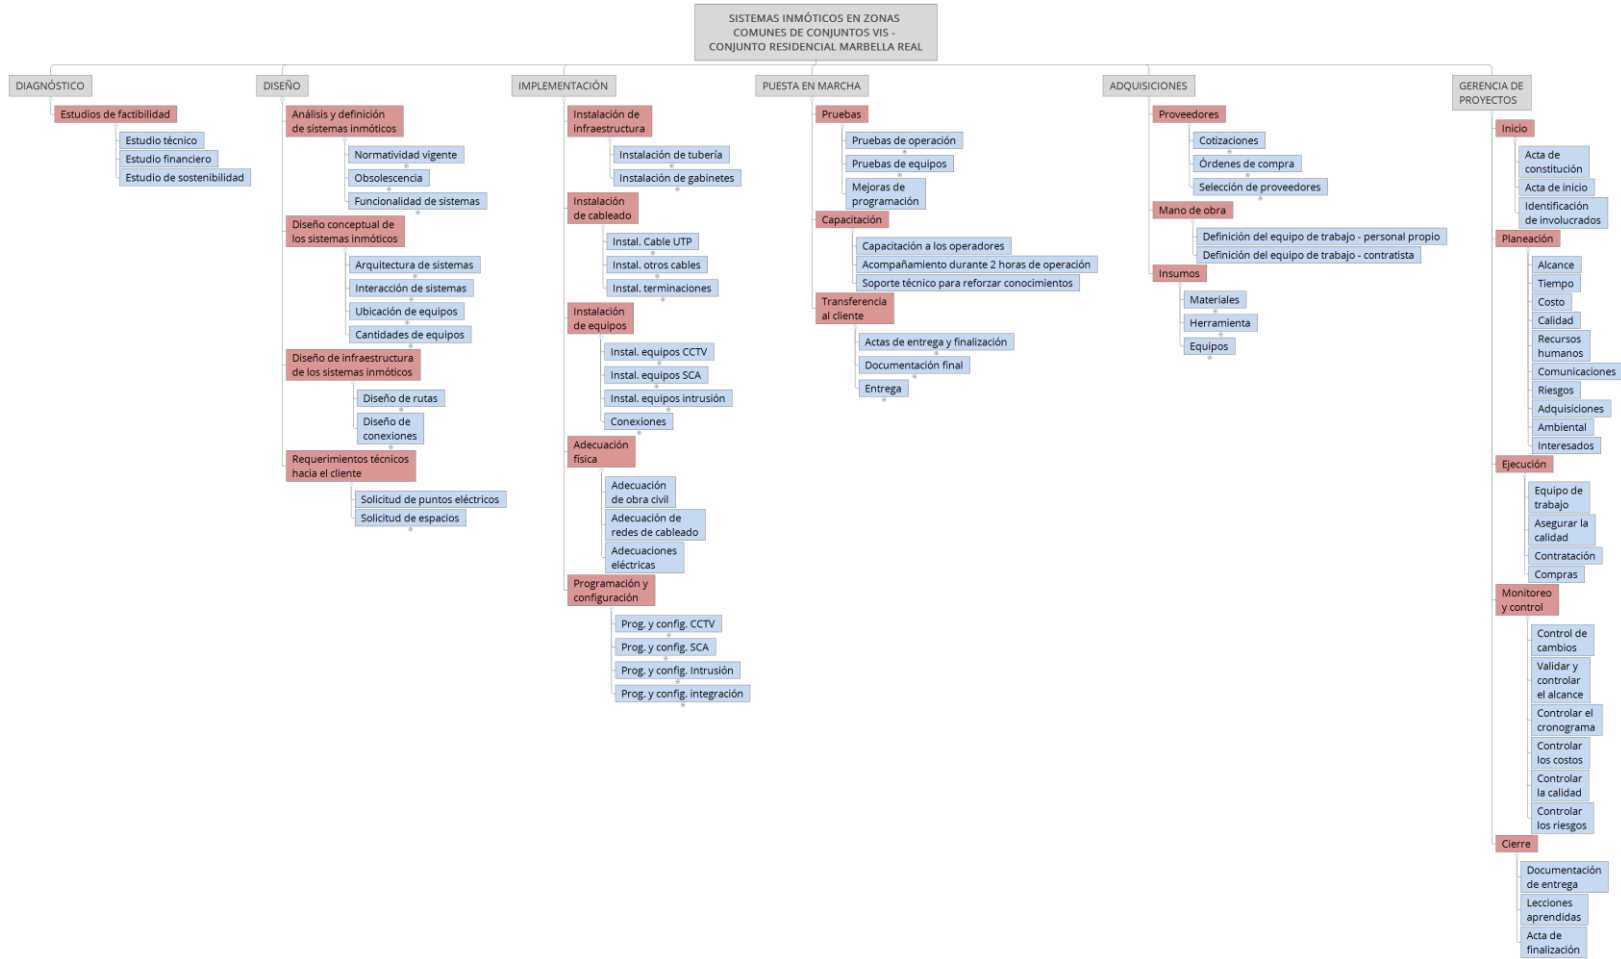 SISTEMAS INMÓTICOS EN ZONAS
COMUNES DE CONJUNTOS VIS -
CONJUNTO RESIDENCIAL MARBELLA REAL
DIAGNÓSTICO
Estudios de factibilidad
Estudio técnico
Estudio financiero
Estudio de sostenibilidad
DISEÑO
Análisis y definición
de sistemas inmóticos
Normatividad vigente
Obsolescencia
Funcionalidad de sistemas
Diseño conceptual de
los sistemas inmóticos
Arquitectura de sistemas
Interacción de sistemas
Ubicación de equipos
Cantidades de equipos
Diseño de infraestructura
de los sistemas inmóticos
Diseño de rutas
Diseño de
conexiones
Requerimientos técnicos
hacia el cliente
Solicitud de puntos eléctricos
Solicitud de espacios
IMPLEMENTACIÓN
Instalación de
infraestructura
Instalación de tubería
Instalación de gabinetes
Instalación
de cableado
Instal. Cable UTP
Instal. otros cables
Instal. terminaciones
Instalación
de equipos
Instal. equipos CCTV
Instal. equipos SCA
Instal. equipos intrusión
Conexiones
Adecuación
física
Adecuación
de obra civil
Adecuación de
redes de cableado
Adecuaciones
eléctricas
Programación y
configuración
Prog. y config. CCTV
Prog. y config. SCA
Prog. y config. Intrusión
Prog. y config. integración
PUESTA EN MARCHA
Pruebas
Pruebas de operación
Pruebas de equipos
Mejoras de
programación
Capacitación
Capacitación a los operadores
Acompañamiento durante 2 horas de operación
Soporte técnico para reforzar conocimientos
Transferencia
al cliente
Actas de entrega y finalización
Documentación final
Entrega
ADQUISICIONES
Proveedores
Cotizaciones
Órdenes de compra
Selección de proveedores
Mano de obra
Definición del equipo de trabajo - personal propio
Definición del equipo de trabajo - contratista
Insumos
Materiales
Herramienta
Equipos
GERENCIA DE
PROYECTOS
Inicio
Acta de
constitución
Acta de inicio
Identificación
de involucrados
Planeación
Alcance
Tiempo
Costo
Calidad
Recursos
humanos
Comunicaciones
Riesgos
Adquisiciones
Ambiental
Interesados
Ejecución
Equipo de
trabajo
Asegurar la
calidad
Contratación
Compras
Monitoreo
y control
Control de
cambios
Validar y
controlar
el alcance
Controlar el
cronograma
Controlar
los costos
Controlar
la calidad
Controlar
los riesgos
Cierre
Documentación
de entrega
Lecciones
aprendidas
Acta de
finalización